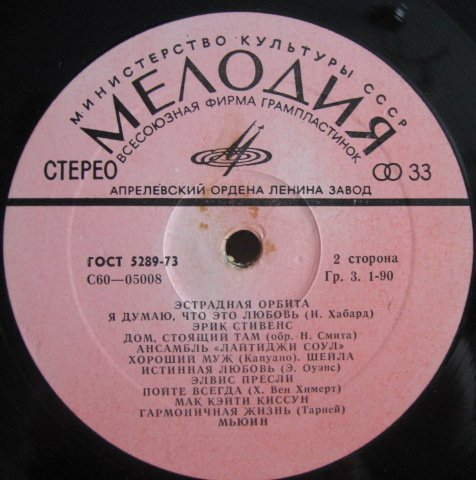 МИНИСТЕРСТВО КУЛЬТУРЫ СССР
МЕЛОДИЯ
ВСЕСОЮЗНАЯ ФИРМА ГРАМПЛАСТИНОК
СТЕРЕО
33
АПРЕЛЕВСКИЙ ОРДЕНА ЛЕНИНА ЗАВОД
ГОСТ 5289-73
2 сторона
С60—05008
Гр. 3. 1-90
ЭСТРАДНАЯ ОРБИТА
Я ДУМАЮ, ЧТО ЭТО ЛЮБОВЬ (И. Хабард)
ЭРИК СТИВЕНС
ДОМ, СТОЯЩИЙ ТАМ (обр. Н. Смита)
АНСАМБЛЬ «ЛАЙТИДЖИ СОУЛ»
ХОРОШИЙ МУЖ (Капуано). ШЕЙЛА
ИСТИННАЯ ЛЮБОВЬ (Э. Оуэнс)
ЭЛВИС ПРЕСЛИ
ПОЙТЕ ВСЕГДА (Х. Вен Химерт)
МАК КЭЙТИ КИССУН
ГАРМОНИЧНАЯ ЖИЗНЬ (Тарней)
МЬЮИН